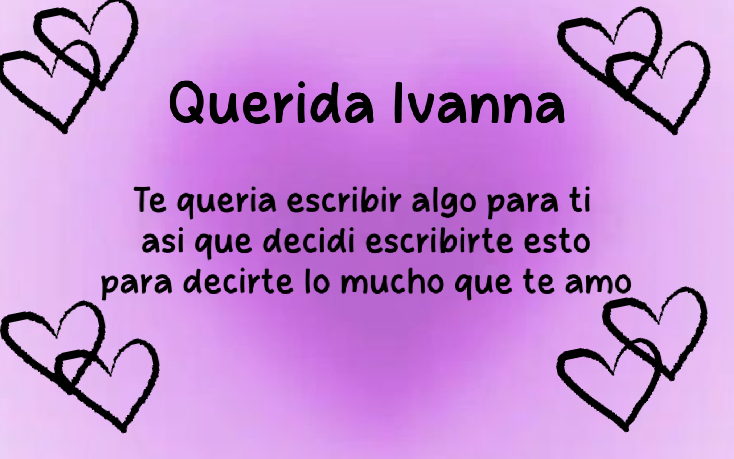 Querida Ivanna
Te queria escribir algo para ti
asi que decidi escribirte esto
para decirte lo mucho que te amo